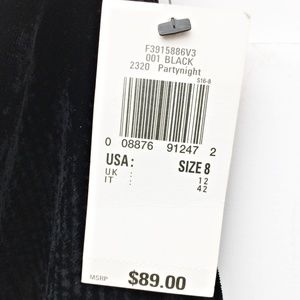 F3915886V3
001 BLACK
2320 Partynight
S16-8
0 08876 91247 2
USA: SIZE 8
UK : 12
IT : 42
MSRP $89.00